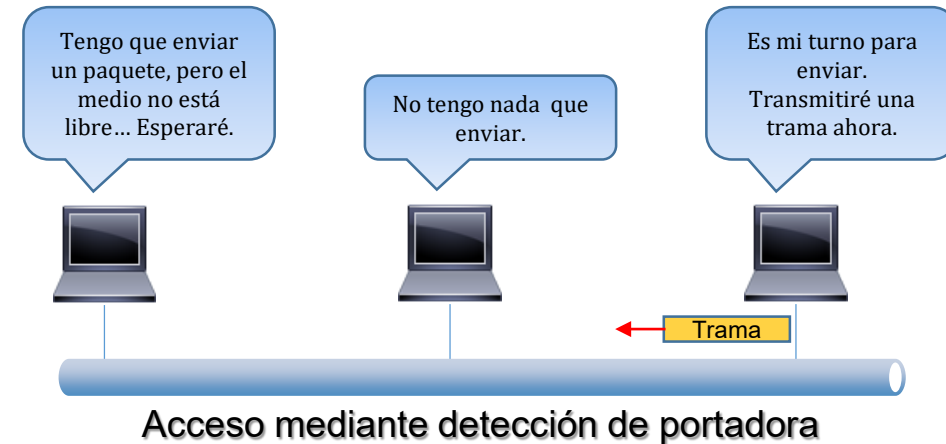 Tengo que enviar
un paquete, pero el
medio no está
libre… Esperaré.
No tengo nada que
enviar.
Es mi turno para
enviar.
Transmitiré una
trama ahora.
Trama
Acceso mediante detección de portadora